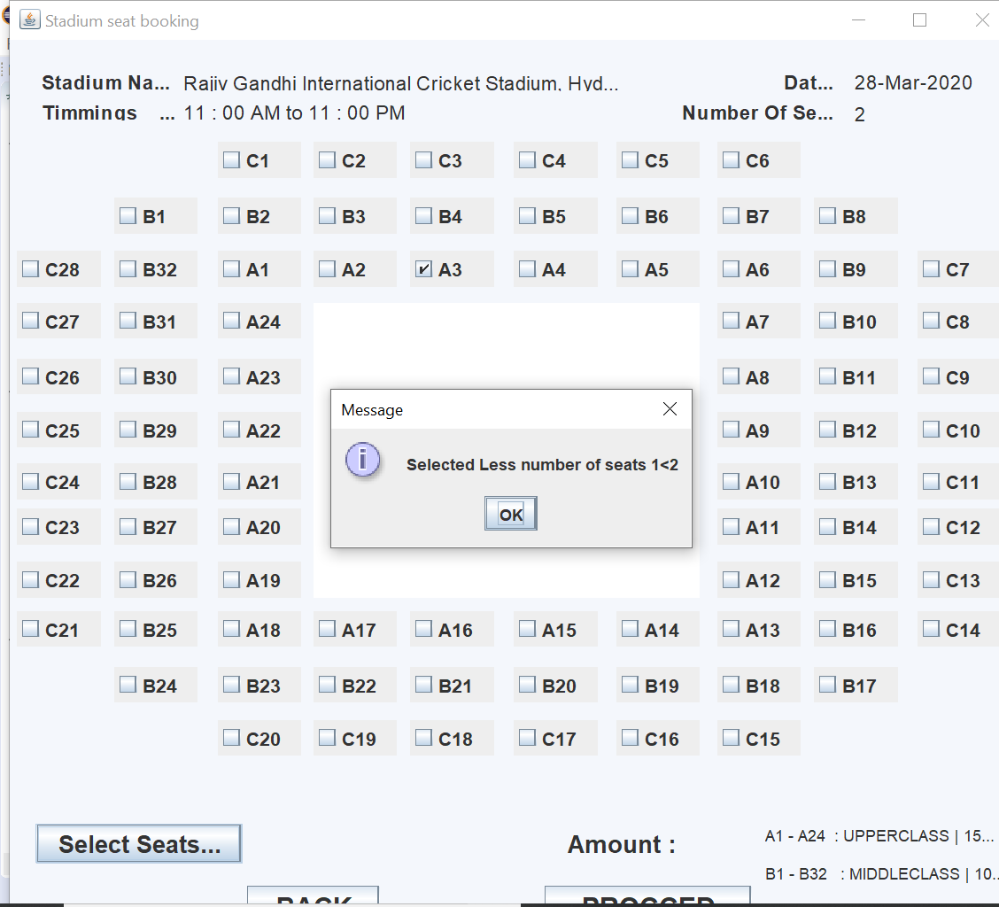 Stadium seat booking
Stadium Na... Rajiv Gandhi International Cricket Stadium, Hyd... Dat... 28-Mar-2020
Timmings ... 11 : 00 AM to 11 : 00 PM Number Of Se... 2
C1 C2 C3 C4 C5 C6
B1 B2 B3 B4 B5 B6 B7 B8
C28 B32 A1 A2 A3 A4 A5 A6 B9 C7
C27 B31 A24 A7 B10 C8
C26 B30 A23 A8 B11 C9
Message
C25 B29 A22 A9 B12 C10
Selected Less number of seats 1<2
C24 B28 A21 A10 B13 C11
OK
C23 B27 A20 A11 B14 C12
C22 B26 A19 A12 B15 C13
C21 B25 A18 A17 A16 A15 A14 A13 B16 C14
B24 B23 B22 B21 B20 B19 B18 B17
C20 C19 C18 C17 C16 C15
Select Seats... Amount : A1 - A24 : UPPERCLASS | 15...
B1 - B32 : MIDDLECLASS | 10...
BACK PROCCED